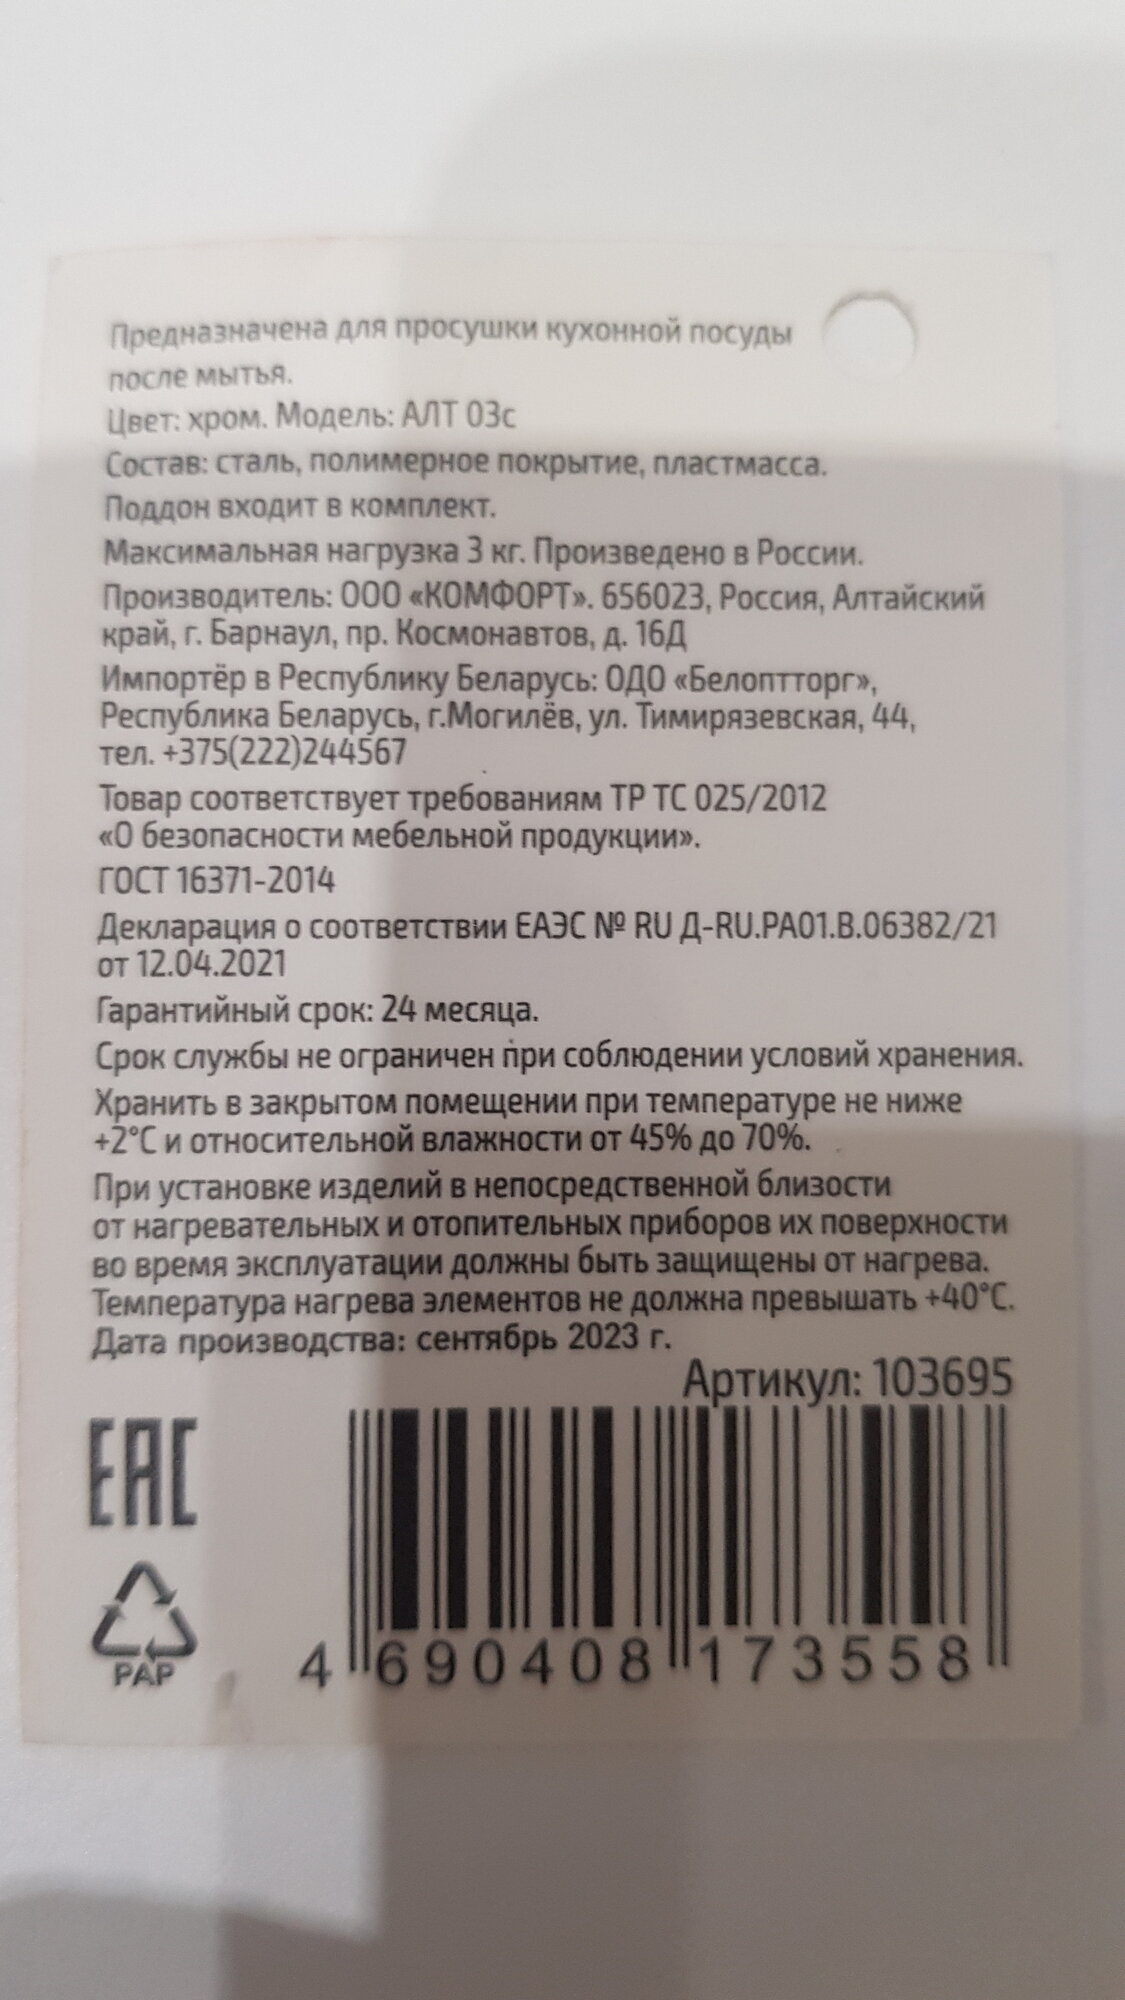 Предназначена для просушки кухонной посуды
после мытья.
Цвет: хром. Модель: АЛТ 03с
Состав: сталь, полимерное покрытие, пластмасса.
Поддон входит в комплект.
Максимальная нагрузка 3 кг. Произведено в России.
Производитель: ООО «КОМФОРТ». 656023, Россия, Алтайский
край, г. Барнаул, пр. Космонавтов, д. 16Д
Импортёр в Республику Беларусь: ОДО «Белоптторг»,
Республика Беларусь, г.Могилёв, ул. Тимирязевская, 44,
тел. +375(222)244567
Товар соответствует требованиям ТР ТС 025/2012
«О безопасности мебельной продукции».
ГОСТ 16371-2014
Декларация о соответствии ЕАЭС № RU Д-RU.РА01.В.06382/21
от 12.04.2021
Гарантийный срок: 24 месяца.
Срок службы не ограничен при соблюдении условий хранения.
Хранить в закрытом помещении при температуре не ниже
+2°С и относительной влажности от 45% до 70%.
При установке изделий в непосредственной близости
от нагревательных и отопительных приборов их поверхности
во время эксплуатации должны быть защищены от нагрева.
Температура нагрева элементов не должна превышать +40°С.
Дата производства: сентябрь 2023 г.
Артикул: 103695
EAC
PAP
4 690408 173558